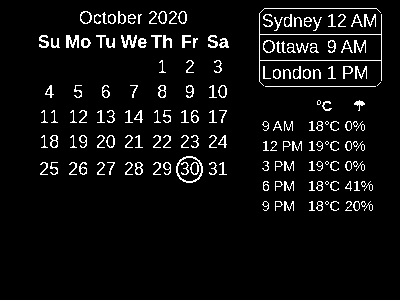 October 2020
Su Mo Tu We Th Fr Sa
1 2 3
4 5 6 7 8 9 10
11 12 13 14 15 16 17
18 19 20 21 22 23 24
25 26 27 28 29 30 31
Sydney 12 AM
Ottawa 9 AM
London 1 PM
°C
9 AM 18°C 0%
12 PM 19°C 0%
3 PM 19°C 0%
6 PM 18°C 41%
9 PM 18°C 20%